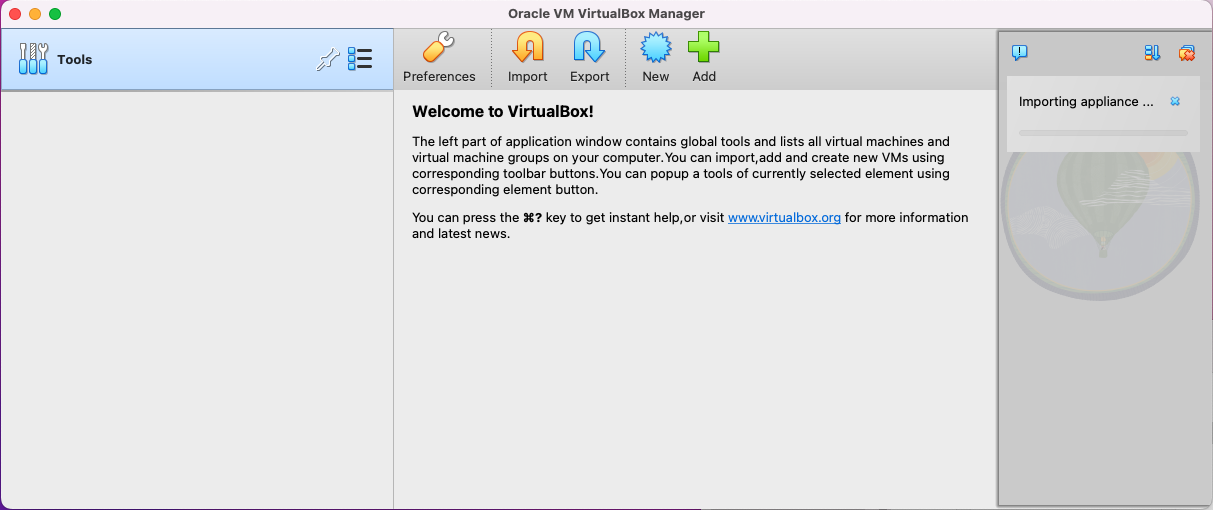 Oracle VM VirtualBox Manager
Tools
Preferences
Import
Export
New
Add
Importing appliance ...
Welcome to VirtualBox!
The left part of application window contains global tools and lists all virtual machines and
virtual machine groups on your computer.You can import,add and create new VMs using
corresponding toolbar buttons.You can popup a tools of currently selected element using
corresponding element button.
You can press the ⌘? key to get instant help,or visit www.virtualbox.org for more information
and latest news.